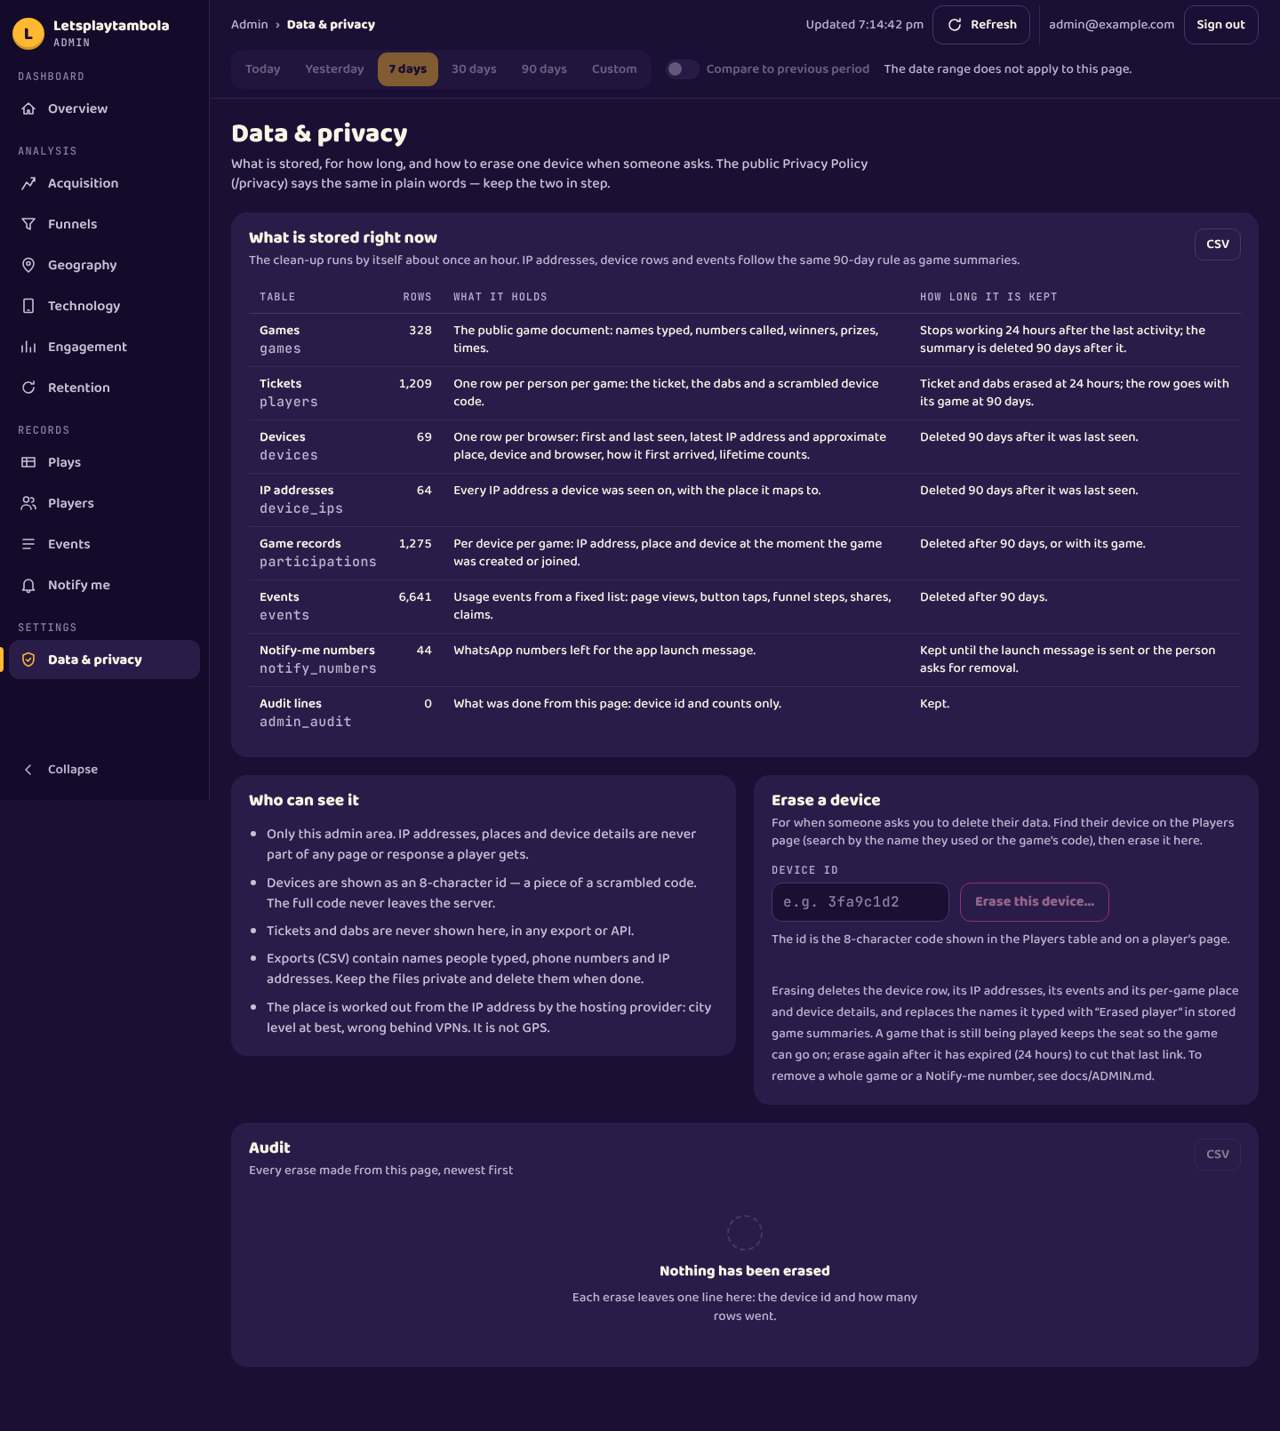 L
Letsplaytambola
ADMIN
DASHBOARD
Overview
ANALYSIS
Acquisition
Funnels
Geography
Technology
Engagement
Retention
RECORDS
Plays
Players
Events
Notify me
SETTINGS
Data & privacy
Collapse
Admin › Data & privacy
Updated 7:14:42 pm
Refresh
admin@example.com
Sign out
Today
Yesterday
7 days
30 days
90 days
Custom
Compare to previous period
The date range does not apply to this page.
Data & privacy
What is stored, for how long, and how to erase one device when someone asks. The public Privacy Policy
(/privacy) says the same in plain words — keep the two in step.
What is stored right now
The clean-up runs by itself about once an hour. IP addresses, device rows and events follow the same 90-day rule as game summaries.
CSV
TABLE ROWS WHAT IT HOLDS HOW LONG IT IS KEPT
Games 328 The public game document: names typed, numbers called, winners, prizes, Stops working 24 hours after the last activity; the
games times. summary is deleted 90 days after it.
Tickets 1,209 One row per person per game: the ticket, the dabs and a scrambled device Ticket and dabs erased at 24 hours; the row goes with
players code. its game at 90 days.
Devices 69 One row per browser: first and last seen, latest IP address and approximate Deleted 90 days after it was last seen.
devices place, device and browser, how it first arrived, lifetime counts.
IP addresses 64 Every IP address a device was seen on, with the place it maps to. Deleted 90 days after it was last seen.
device_ips
Game records 1,275 Per device per game: IP address, place and device at the moment the game Deleted after 90 days, or with its game.
participations was created or joined.
Events 6,641 Usage events from a fixed list: page views, button taps, funnel steps, shares, Deleted after 90 days.
events claims.
Notify-me numbers 44 WhatsApp numbers left for the app launch message. Kept until the launch message is sent or the person
notify_numbers asks for removal.
Audit lines 0 What was done from this page: device id and counts only. Kept.
admin_audit
Who can see it
• Only this admin area. IP addresses, places and device details are never
part of any page or response a player gets.
• Devices are shown as an 8-character id — a piece of a scrambled code.
The full code never leaves the server.
• Tickets and dabs are never shown here, in any export or API.
• Exports (CSV) contain names people typed, phone numbers and IP
addresses. Keep the files private and delete them when done.
• The place is worked out from the IP address by the hosting provider: city
level at best, wrong behind VPNs. It is not GPS.
Erase a device
For when someone asks you to delete their data. Find their device on the Players
page (search by the name they used or the game's code), then erase it here.
DEVICE ID
e.g. 3fa9c1d2
Erase this device…
The id is the 8-character code shown in the Players table and on a player's page.
Erasing deletes the device row, its IP addresses, its events and its per-game place
and device details, and replaces the names it typed with “Erased player” in stored
game summaries. A game that is still being played keeps the seat so the game
can go on; erase again after it has expired (24 hours) to cut that last link. To
remove a whole game or a Notify-me number, see docs/ADMIN.md.
Audit
Every erase made from this page, newest first
CSV
Nothing has been erased
Each erase leaves one line here: the device id and how many
rows went.